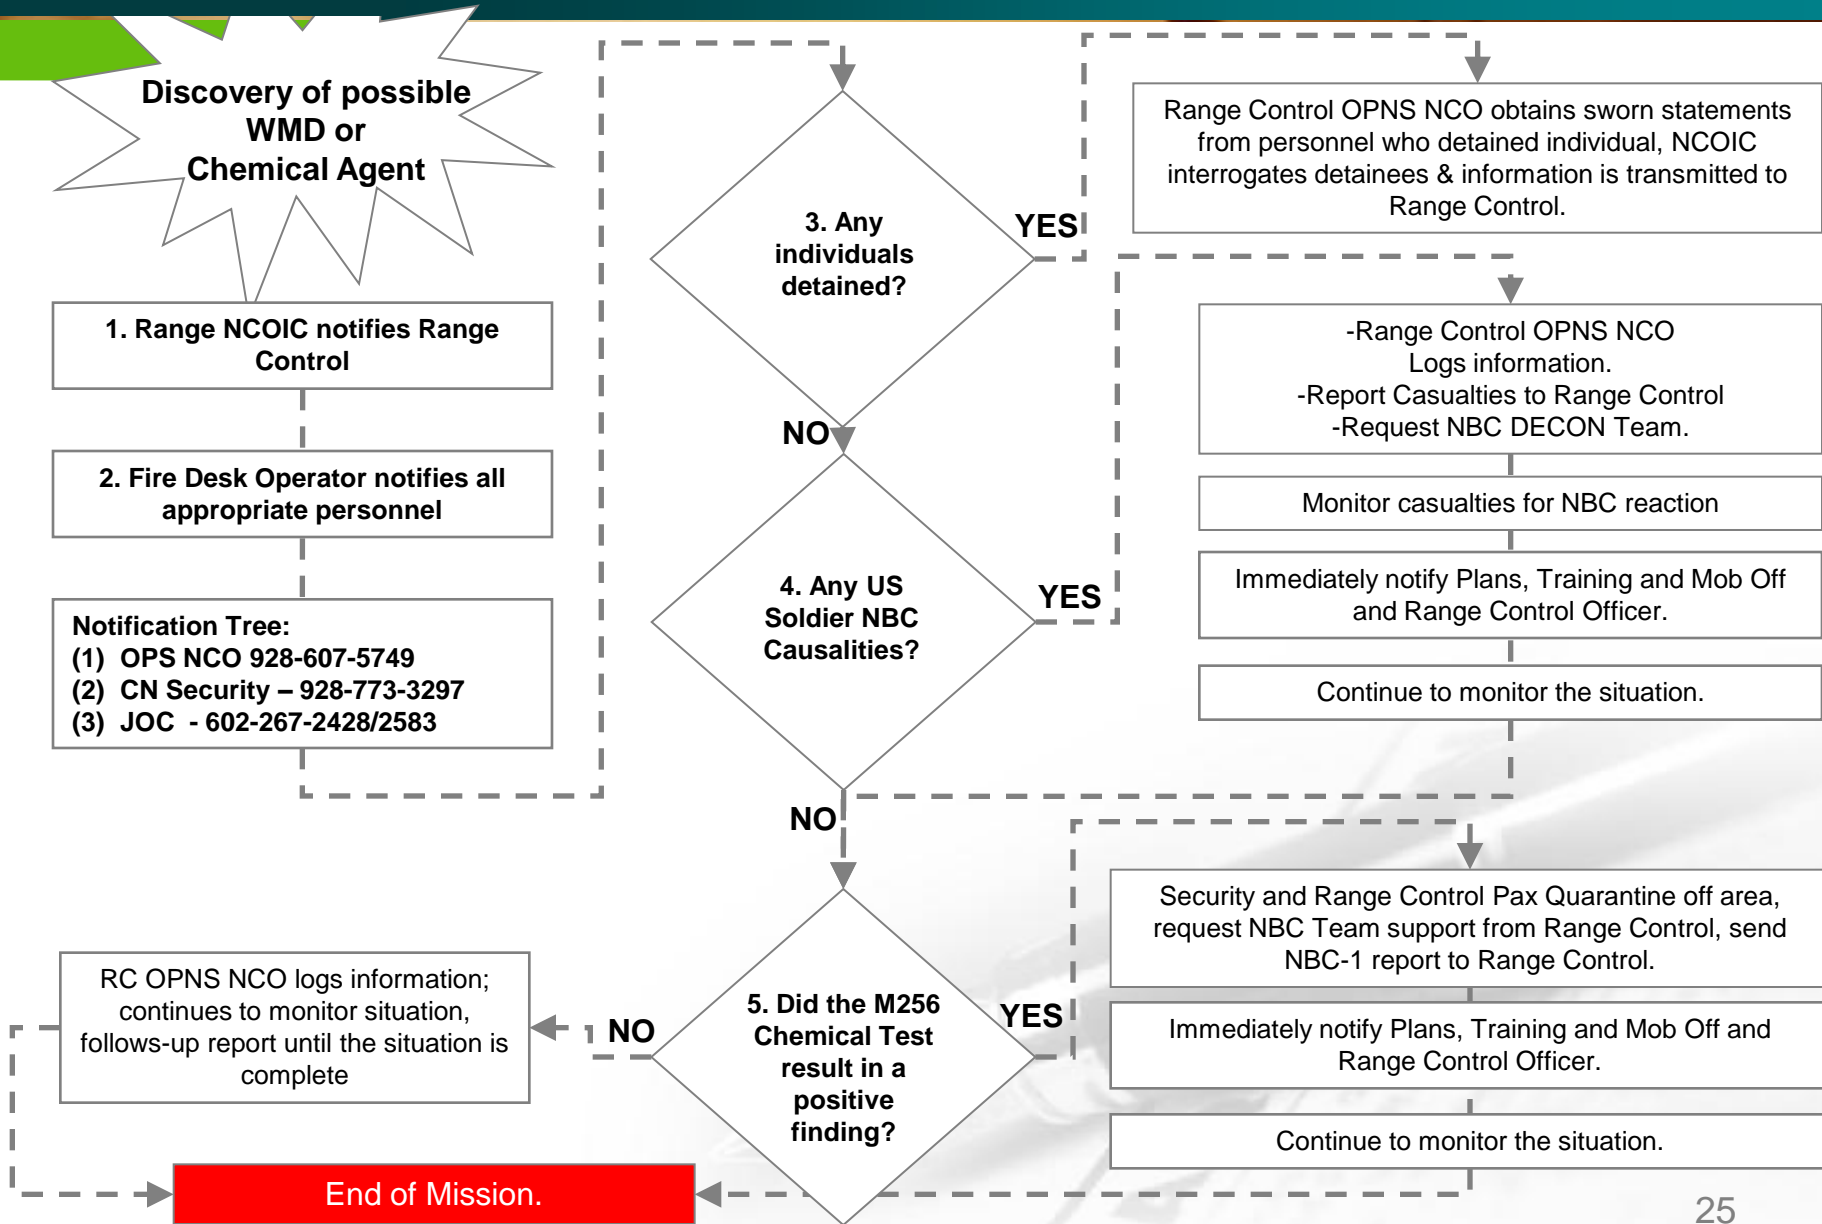 Discovery of possible
WMD or
Chemical Agent
1. Range NCOIC notifies Range
Control
2. Fire Desk Operator notifies all
appropriate personnel
Notification Tree:
(1) OPS NCO 928-607-5749
(2) CN Security – 928-773-3297
(3) JOC - 602-267-2428/2583
3. Any
individuals
detained?
YES
Range Control OPNS NCO obtains sworn statements
from personnel who detained individual, NCOIC
interrogates detainees & information is transmitted to
Range Control.
NO
4. Any US
Soldier NBC
Causalities?
YES
-Range Control OPNS NCO
Logs information.
-Report Casualties to Range Control
-Request NBC DECON Team.
Monitor casualties for NBC reaction
Immediately notify Plans, Training and Mob Off
and Range Control Officer.
Continue to monitor the situation.
NO
5. Did the M256
Chemical Test
result in a
positive
finding?
YES
Security and Range Control Pax Quarantine off area,
request NBC Team support from Range Control, send
NBC-1 report to Range Control.
Immediately notify Plans, Training and Mob Off and
Range Control Officer.
Continue to monitor the situation.
NO
RC OPNS NCO logs information;
continues to monitor situation,
follows-up report until the situation is
complete
End of Mission.
25